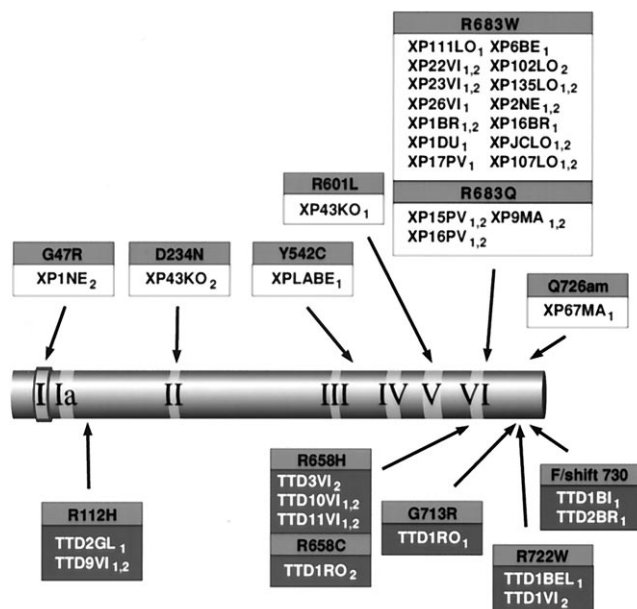 R683W
XP111LO₁ XP6BE₁
XP22VI₁,₂ XP102LO₂
XP23VI₁,₂ XP135LO₁,₂
XP26VI₁ XP2NE₁,₂
XP1BR₁,₂ XP16BR₁
XP1DU₁ XPJCLO₁,₂
XP17PV₁ XP107LO₁,₂
R683Q
XP15PV₁,₂ XP9MA₁,₂
XP16PV₁,₂
R601L
XP43KO₁
G47R
XP1NE₂
D234N
XP43KO₂
Y542C
XPLABE₁
Q726am
XP67MA₁
I Ia II III IV V VI
R112H
TTD2GL₁
TTD9VI₁,₂
R658H
TTD3VI₂
TTD10VI₁,₂
TTD11VI₁,₂
R658C
TTD1RO₂
G713R
TTD1RO₁
R722W
TTD1BEL₁
TTD1VI₂
F/shift 730
TTD1BI₁
TTD2BR₁